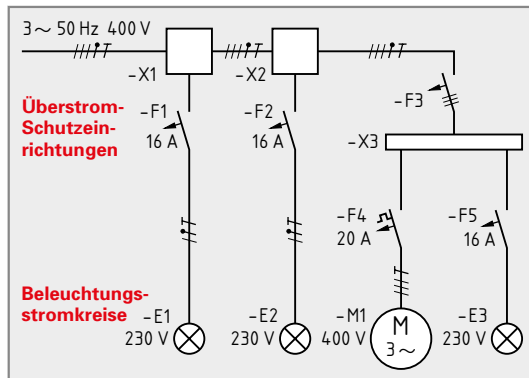 3~ 50 Hz 400 V
-X1
-X2
-F3
Überstrom-
Schutzein-
richtungen
-F1
16 A
-F2
16 A
-X3
-F4
20 A
-F5
16 A
Beleuchtungs-
stromkreise
-E1
230 V
-E2
230 V
-M1
400 V
M
3~
-E3
230 V